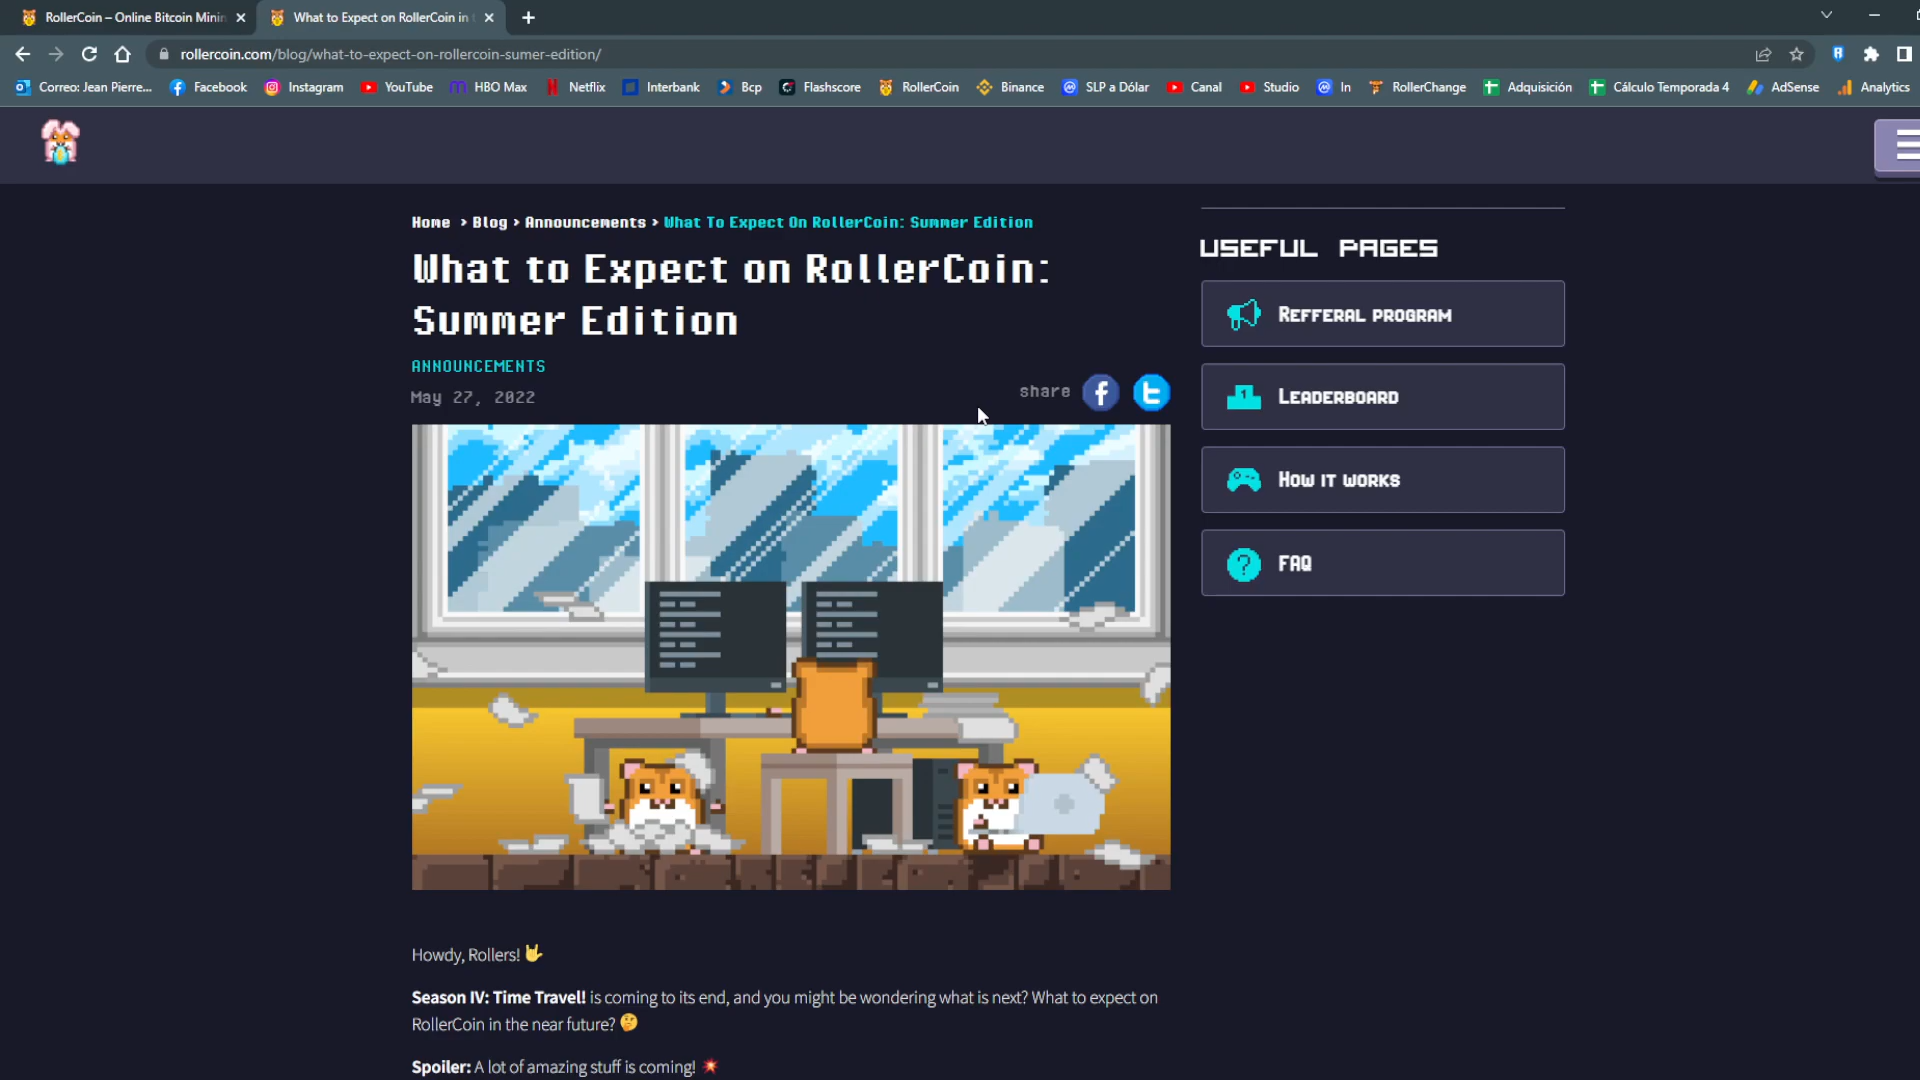 RollerCoin – Online Bitcoin Minin
What to Expect on RollerCoin in
rollercoin.com/blog/what-to-expect-on-rollercoin-sumer-edition/
Correo: Jean Pierre... Facebook Instagram YouTube HBO Max Netflix Interbank Bcp Flashscore RollerCoin Binance SLP a Dólar Canal Studio In RollerChange Adquisición Cálculo Temporada 4 AdSense Analytics
Home > Blog > Announcements > What To Expect On RollerCoin: Summer Edition
What to Expect on RollerCoin:
Summer Edition
ANNOUNCEMENTS
May 27, 2022
share
USEFUL PAGES
REFFERAL PROGRAM
LEADERBOARD
HOW IT WORKS
FAQ
Howdy, Rollers! 🤟
Season IV: Time Travel! is coming to its end, and you might be wondering what is next? What to expect on
RollerCoin in the near future? 🤔
Spoiler: A lot of amazing stuff is coming! 💥